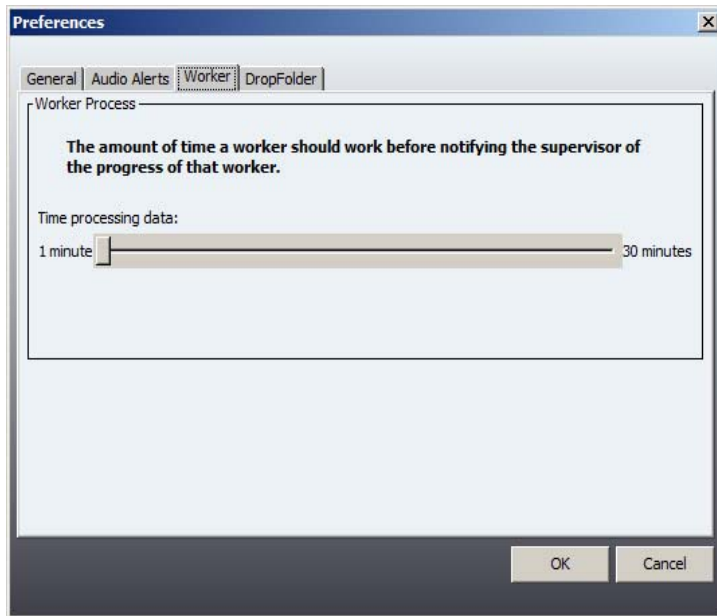 Preferences
General Audio Alerts Worker DropFolder
Worker Process
The amount of time a worker should work before notifying the supervisor of
the progress of that worker.
Time processing data:
1 minute 30 minutes
OK Cancel